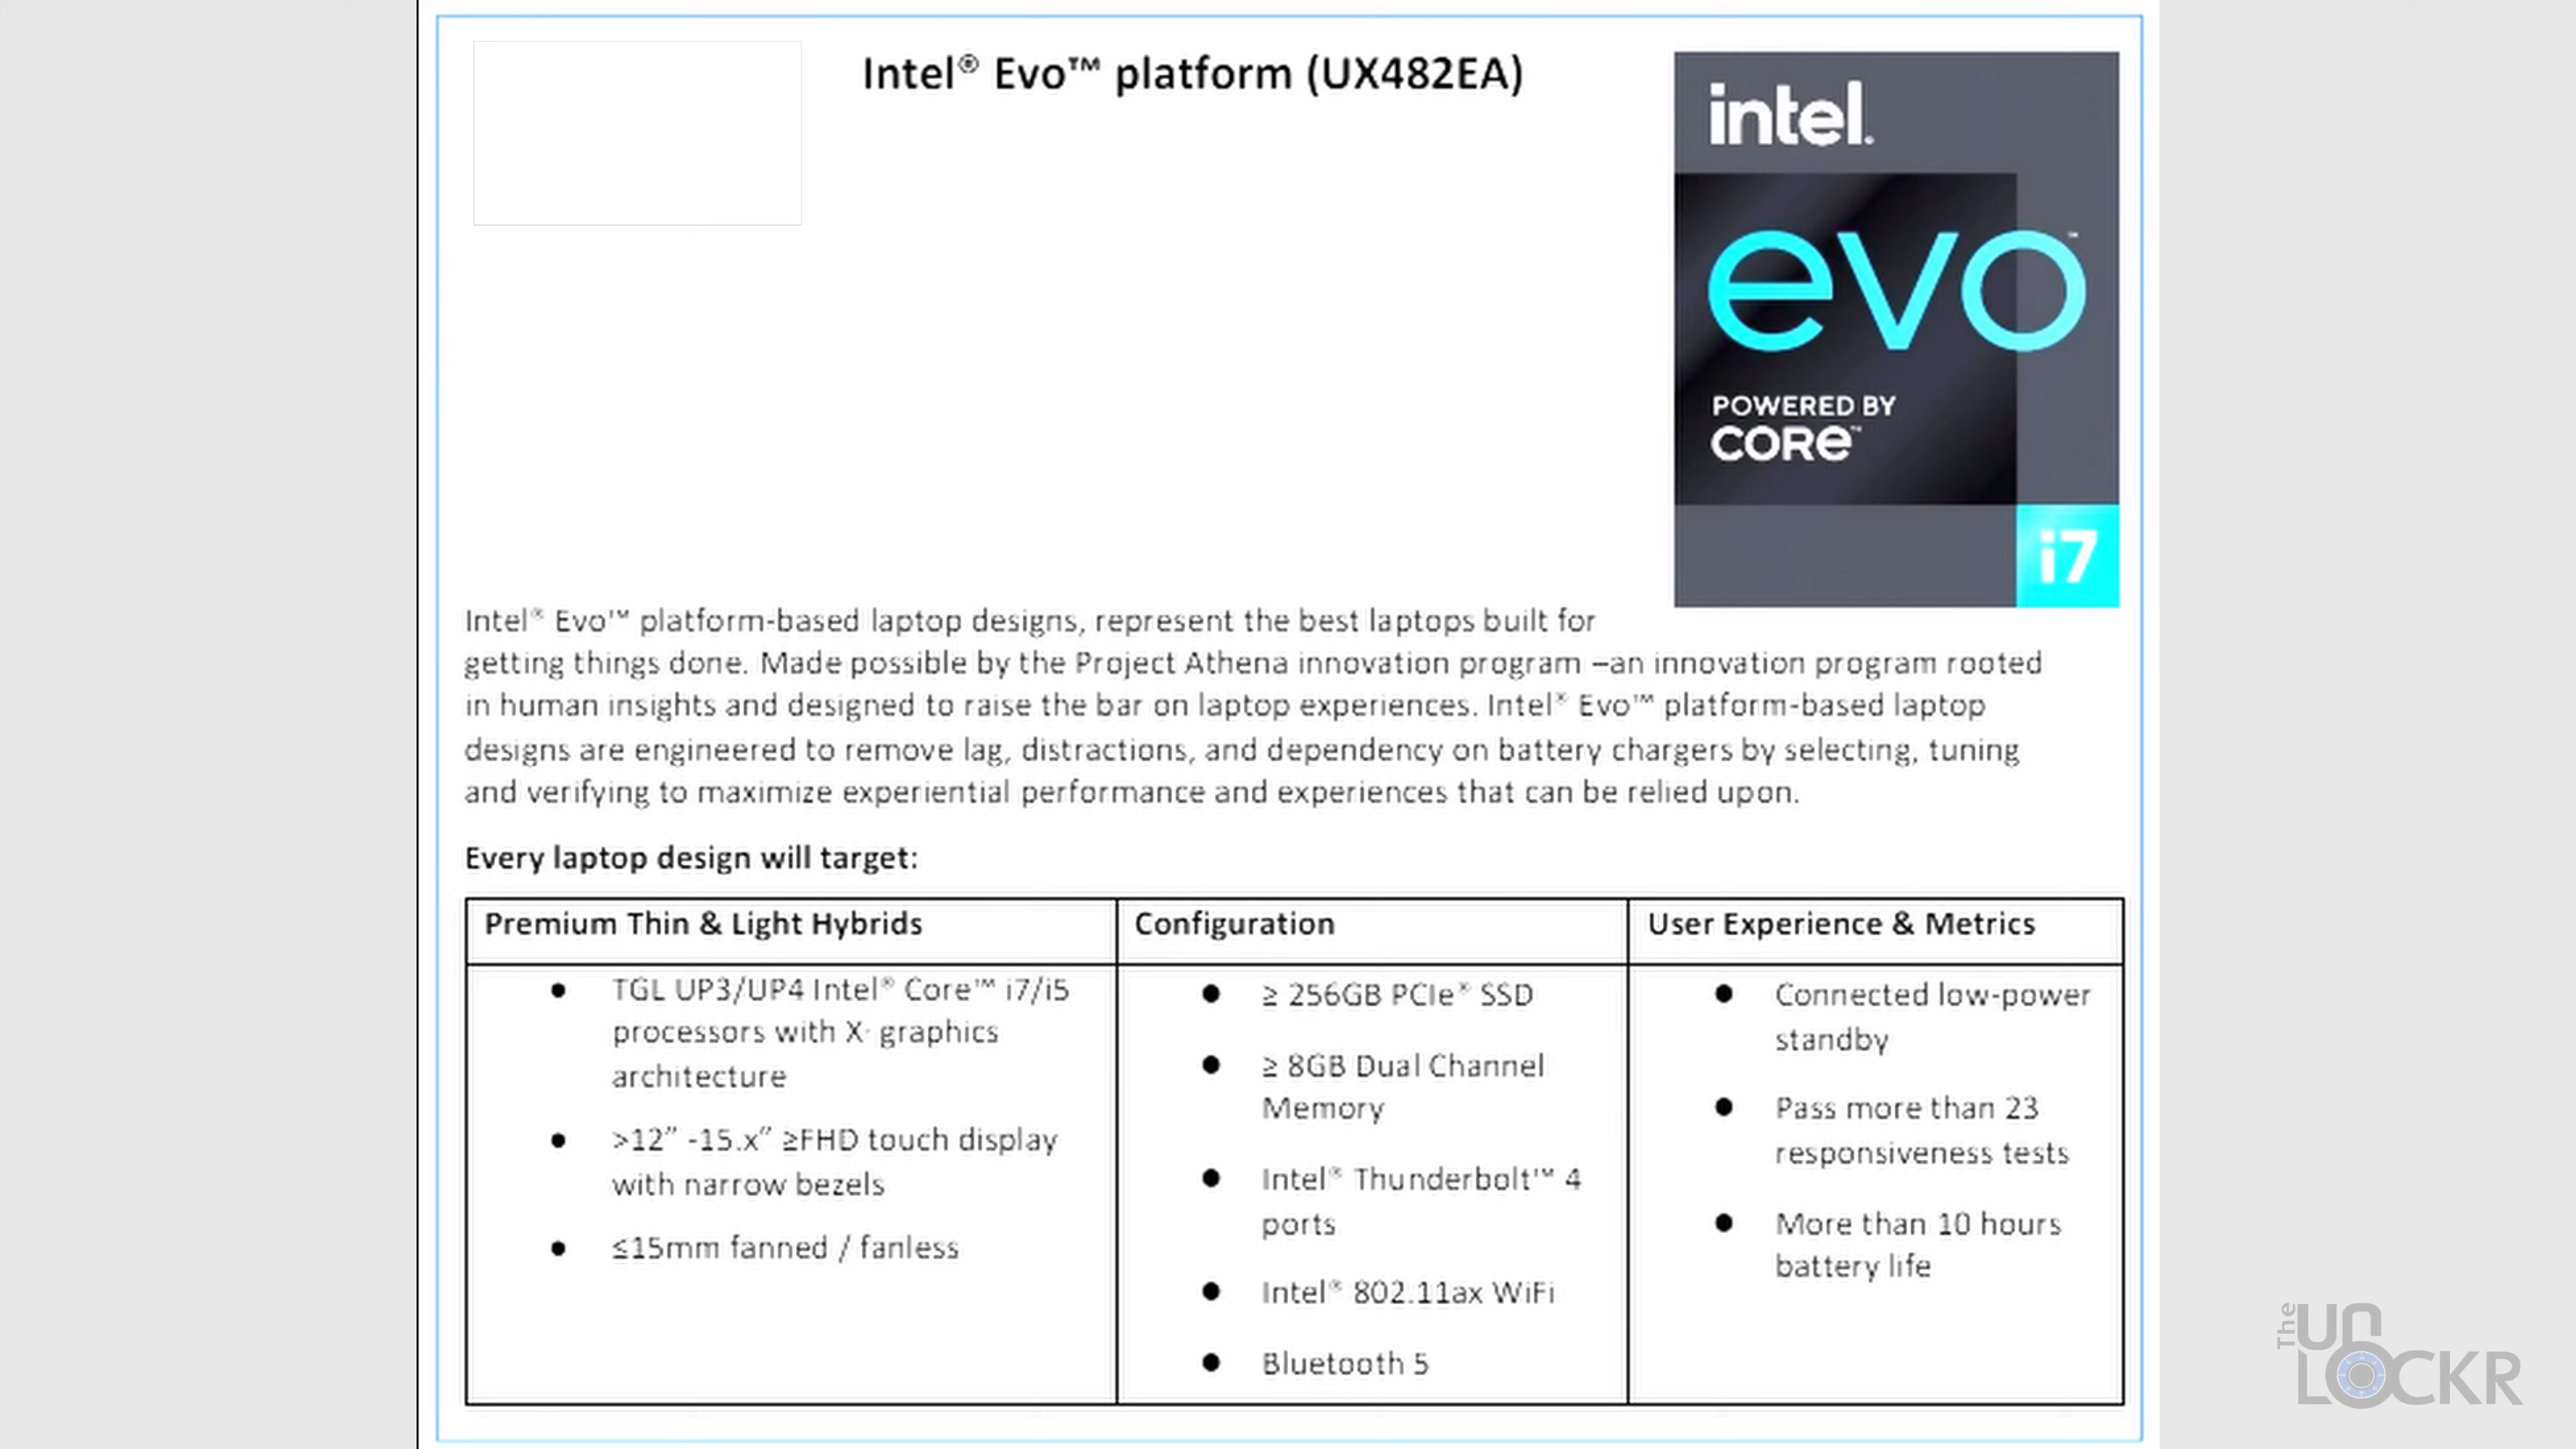 Intel® Evo™ platform (UX482EA)
intel.
evo™
POWERED BY
CORe™
i7
Intel® Evo™ platform-based laptop designs, represent the best laptops built for
getting things done. Made possible by the Project Athena innovation program –an innovation program rooted
in human insights and designed to raise the bar on laptop experiences. Intel® Evo™ platform-based laptop
designs are engineered to remove lag, distractions, and dependency on battery chargers by selecting, tuning
and verifying to maximize experiential performance and experiences that can be relied upon.
Every laptop design will target:
Premium Thin & Light Hybrids
● TGL UP3/UP4 Intel® Core™ i7/i5
processors with X graphics
architecture
● >12” -15.x” ≥FHD touch display
with narrow bezels
● ≤15mm fanned / fanless
Configuration
● ≥ 256GB PCIe® SSD
● ≥ 8GB Dual Channel
Memory
● Intel® Thunderbolt™ 4
ports
● Intel® 802.11ax WiFi
● Bluetooth 5
User Experience & Metrics
● Connected low-power
standby
● Pass more than 23
responsiveness tests
● More than 10 hours
battery life
The
UN
LOCKR